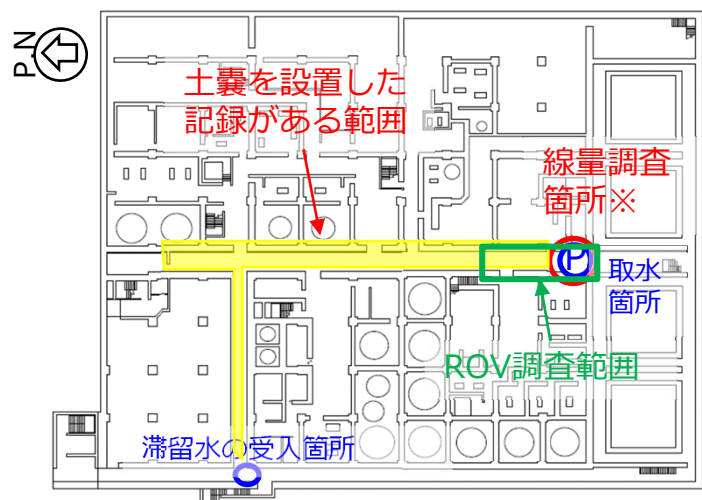 P.N
土嚢を設置した
記録がある範囲
線量調査
箇所※
P
取水
箇所
ROV調査範囲
滞留水の受入箇所